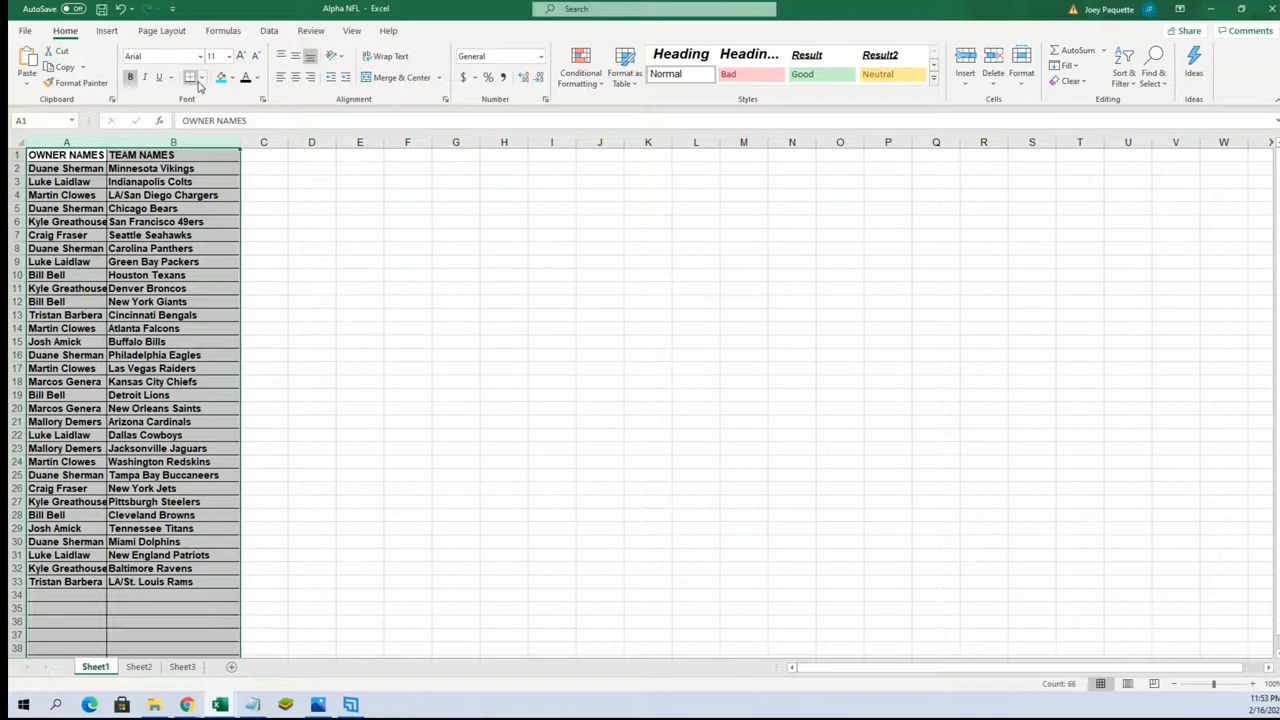 AutoSave Off Alpha NFL - Excel Search Joey Paquette JP
File Home Insert Page Layout Formulas Data Review View Help Share Comments
Paste Cut Copy Format Painter Clipboard
Arial 11 B I U Font
Wrap Text Merge & Center Alignment
General $ % Number
Conditional Formatting Format as Table
Heading Headin... Result Result2
Normal Bad Good Neutral
Styles
Insert Delete Format Cells
AutoSum Fill Clear Sort & Filter Find & Select Editing
Ideas Ideas
A1 fx OWNER NAMES
A B C D E F G H I J K L M N O P Q R S T U V W X
1 OWNER NAMES TEAM NAMES
2 Duane Sherman Minnesota Vikings
3 Luke Laidlaw Indianapolis Colts
4 Martin Clowes LA/San Diego Chargers
5 Duane Sherman Chicago Bears
6 Kyle Greathouse San Francisco 49ers
7 Craig Fraser Seattle Seahawks
8 Duane Sherman Carolina Panthers
9 Luke Laidlaw Green Bay Packers
10 Bill Bell Houston Texans
11 Kyle Greathouse Denver Broncos
12 Bill Bell New York Giants
13 Tristan Barbera Cincinnati Bengals
14 Martin Clowes Atlanta Falcons
15 Josh Amick Buffalo Bills
16 Duane Sherman Philadelphia Eagles
17 Martin Clowes Las Vegas Raiders
18 Marcos Genera Kansas City Chiefs
19 Bill Bell Detroit Lions
20 Marcos Genera New Orleans Saints
21 Mallory Demers Arizona Cardinals
22 Luke Laidlaw Dallas Cowboys
23 Mallory Demers Jacksonville Jaguars
24 Martin Clowes Washington Redskins
25 Duane Sherman Tampa Bay Buccaneers
26 Craig Fraser New York Jets
27 Kyle Greathouse Pittsburgh Steelers
28 Bill Bell Cleveland Browns
29 Josh Amick Tennessee Titans
30 Duane Sherman Miami Dolphins
31 Luke Laidlaw New England Patriots
32 Kyle Greathouse Baltimore Ravens
33 Tristan Barbera LA/St. Louis Rams
34
35
36
37
38
Sheet1 Sheet2 Sheet3
Count: 66 100%
11:53 PM
2/16/202